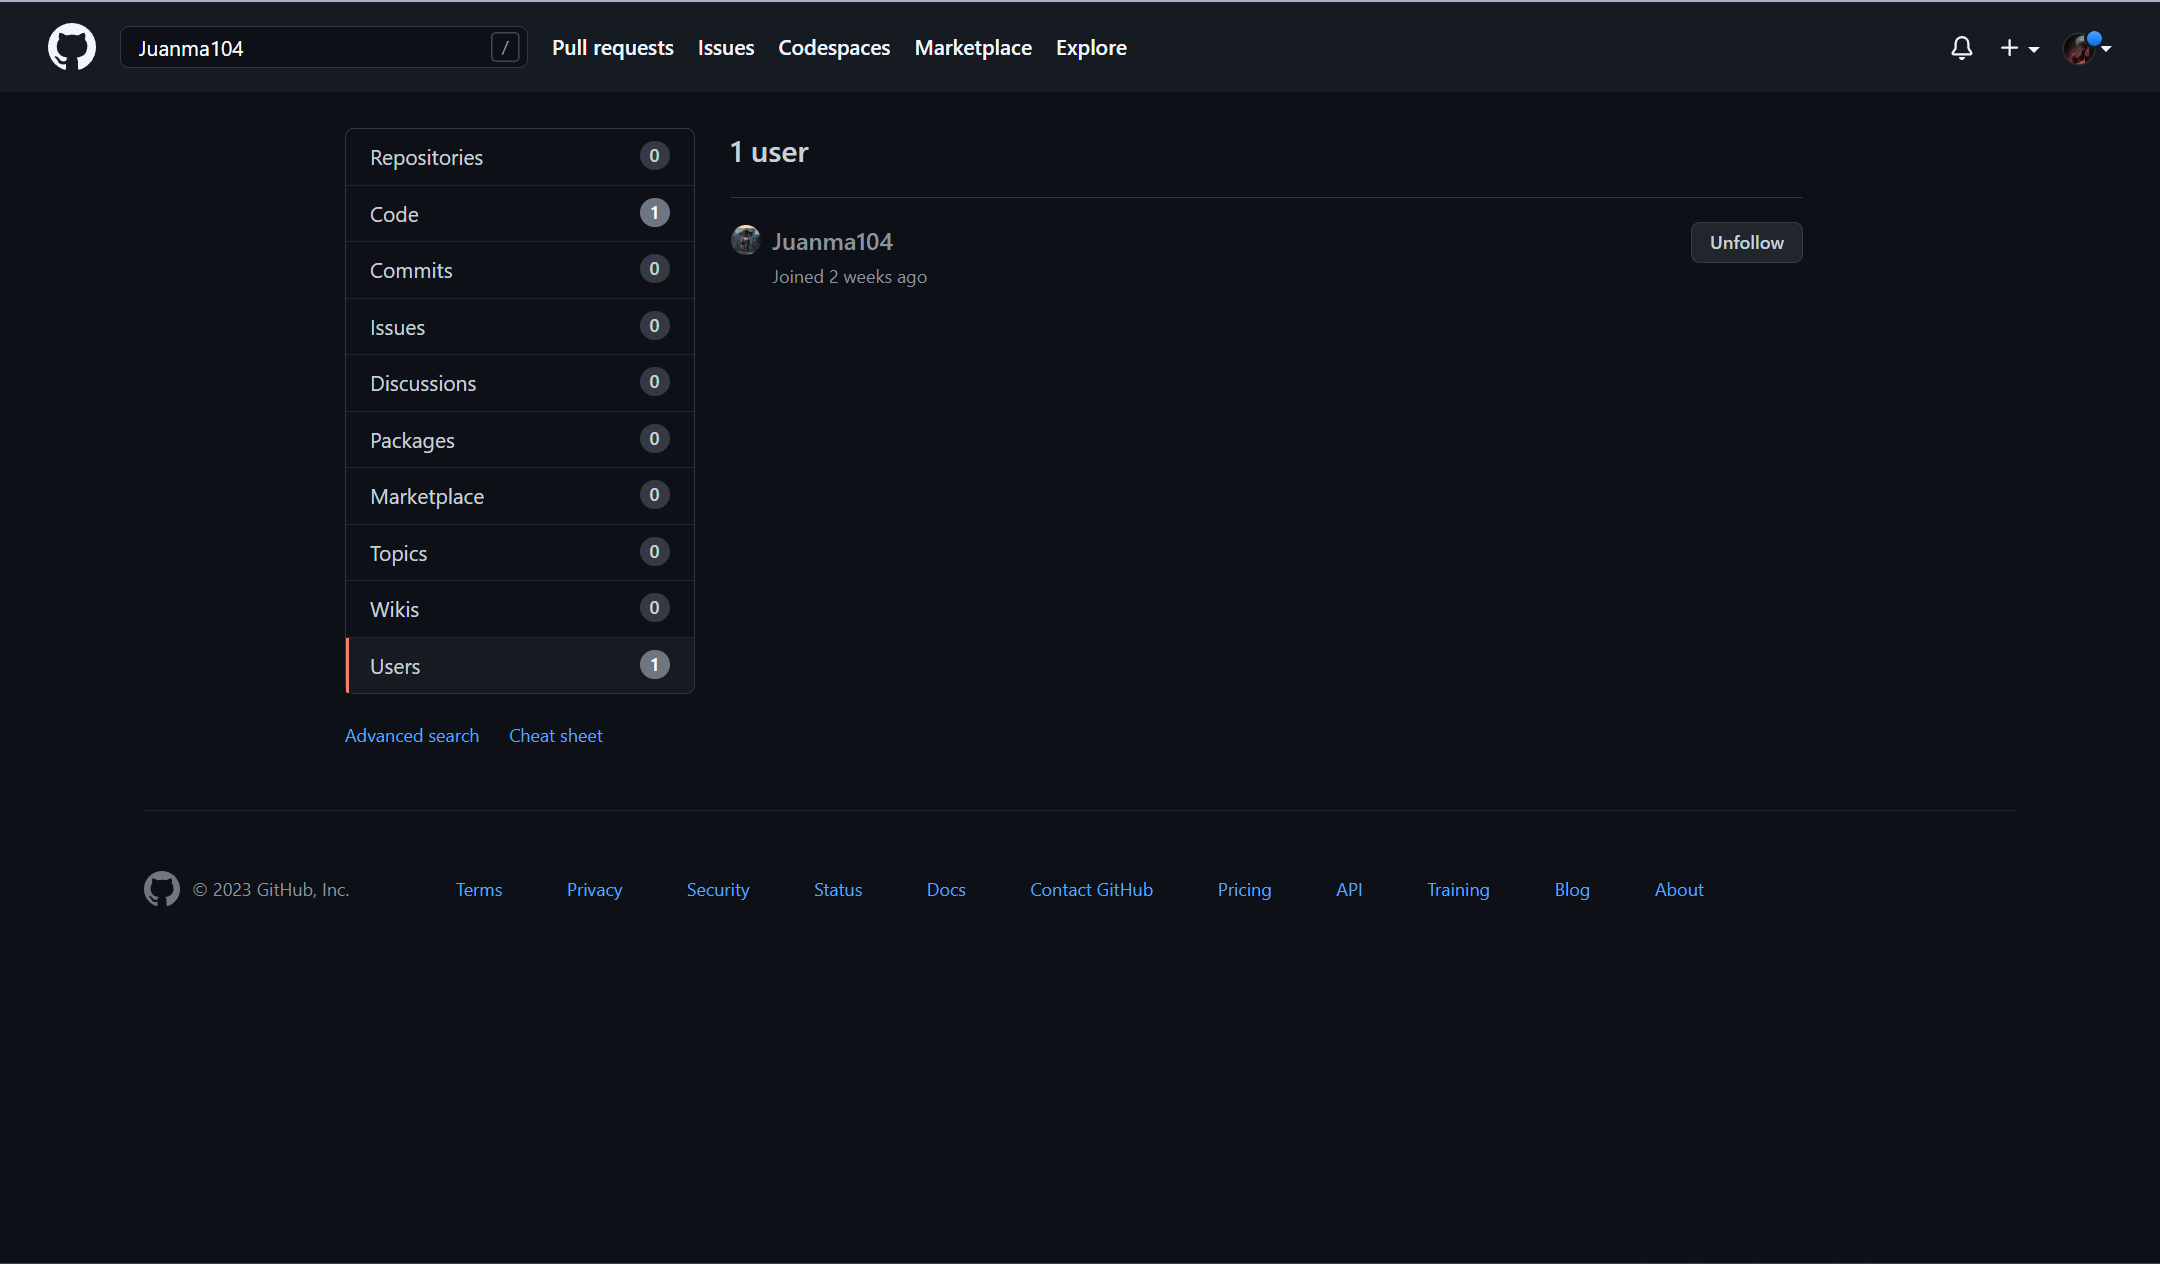 Juanma104 / Pull requests Issues Codespaces Marketplace Explore
Repositories 0
Code 1
Commits 0
Issues 0
Discussions 0
Packages 0
Marketplace 0
Topics 0
Wikis 0
Users 1
Advanced search Cheat sheet
1 user
Juanma104 Unfollow
Joined 2 weeks ago
© 2023 GitHub, Inc. Terms Privacy Security Status Docs Contact GitHub Pricing API Training Blog About